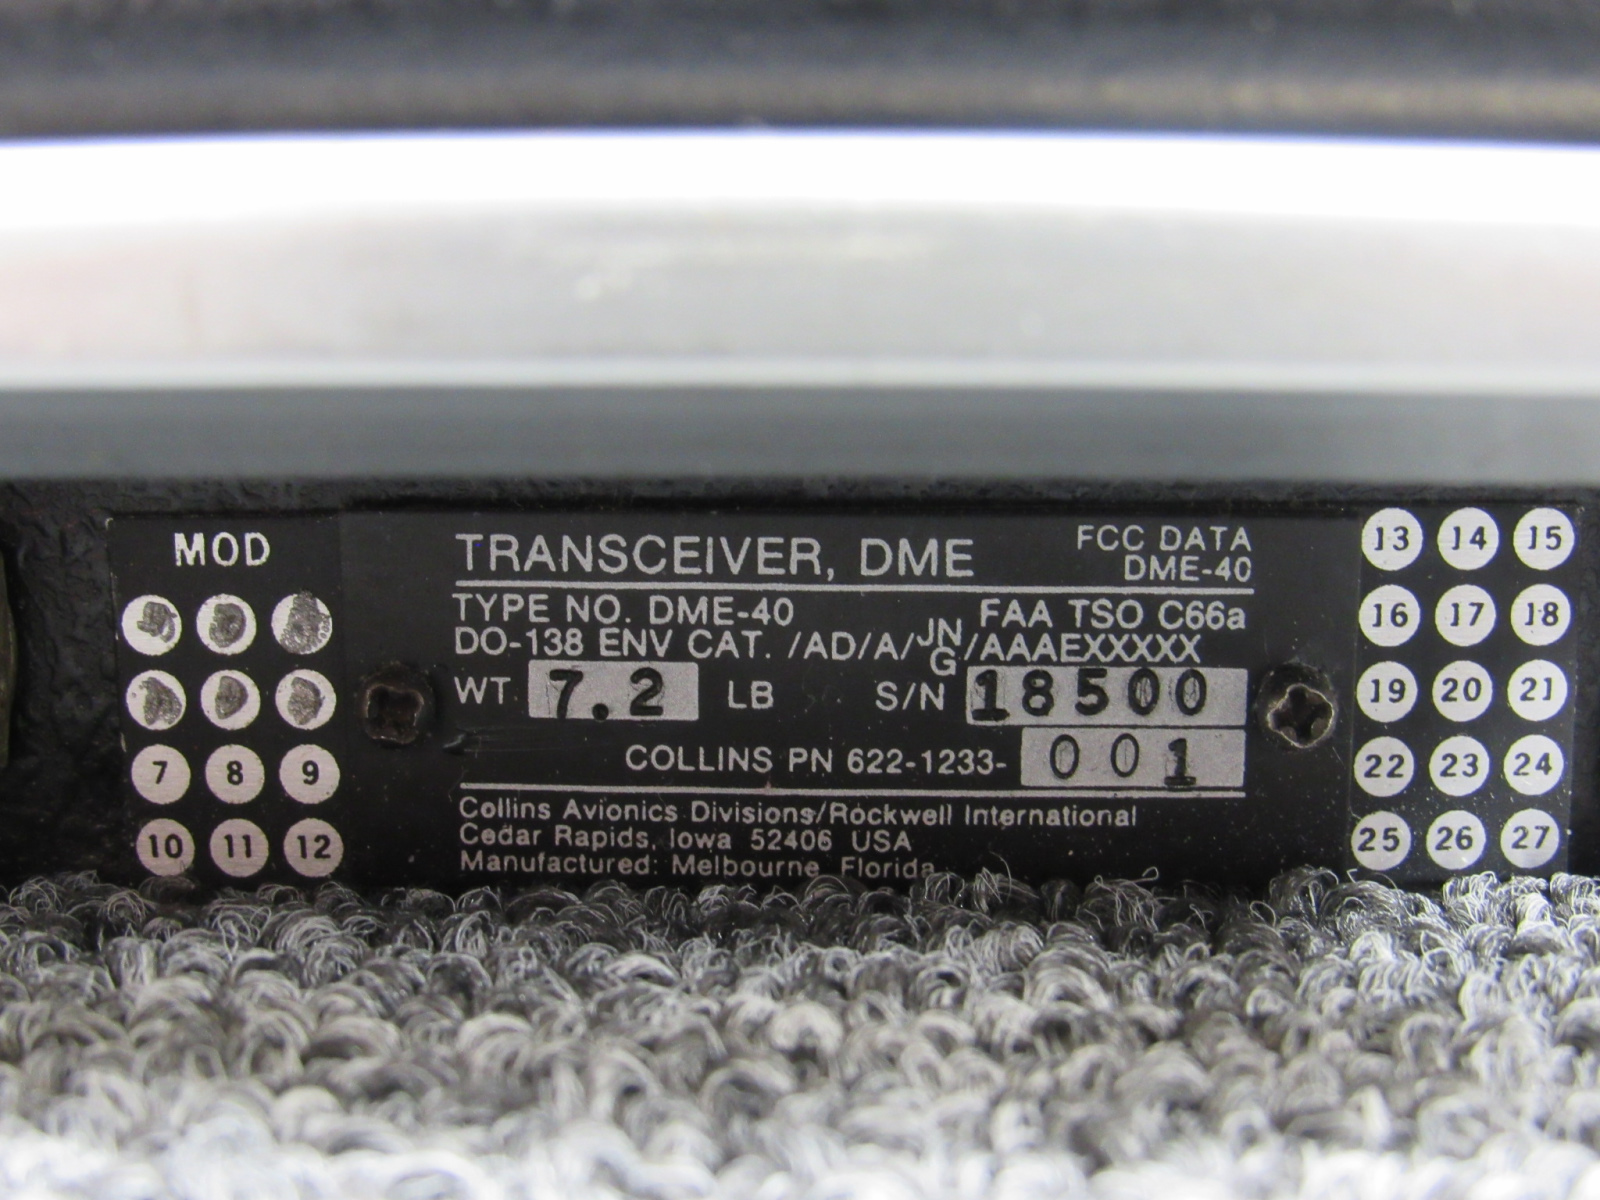 MOD
7 8 9
10 11 12
TRANSCEIVER, DME
FCC DATA
DME-40
TYPE NO. DME-40 FAA TSO C66a
DO-138 ENV CAT. /AD/A/JNG/AAAEXXXXX
WT 7.2 LB S/N 18500
COLLINS PN 622-1233-001
Collins Avionics Divisions/Rockwell International
Cedar Rapids, Iowa 52406 USA
Manufactured: Melbourne Florida
13 14 15
16 17 18
19 20 21
22 23 24
25 26 27